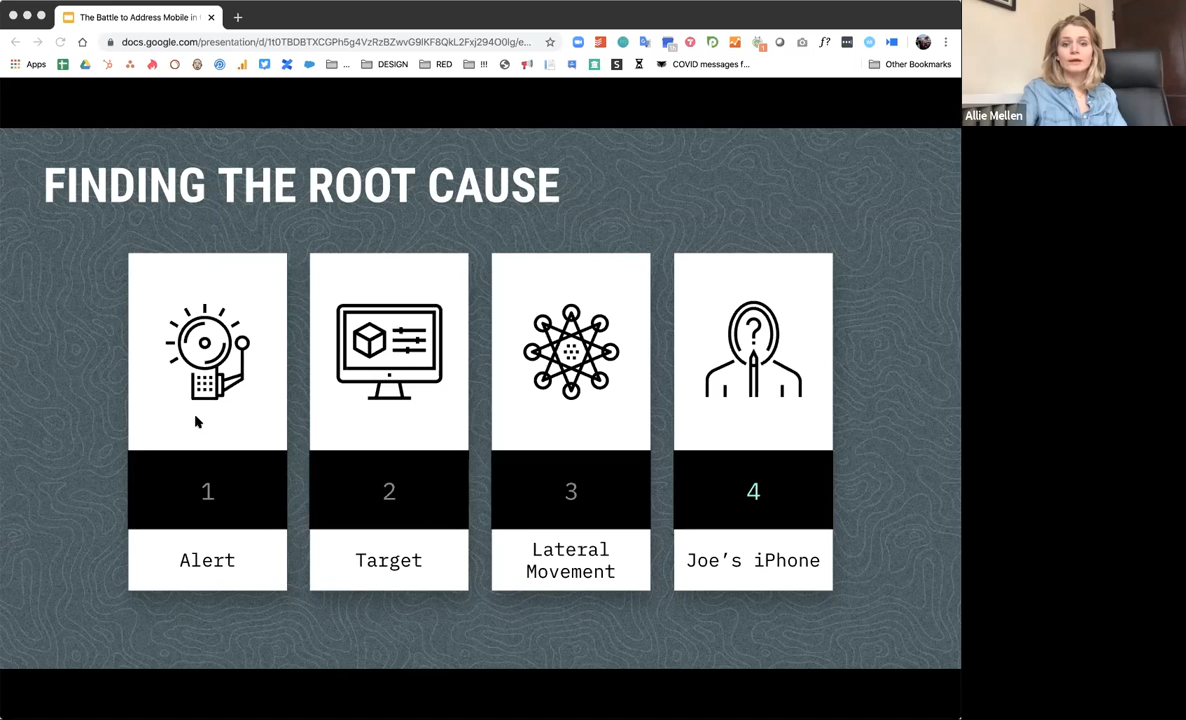 The Battle to Address Mobile in
docs.google.com/presentation/d/1t0TBDBTXCGPh5g4VzRzBZwvG9lKF8QkL2Fxj294O0lg/e...
Apps
...
DESIGN
RED
!!!
COVID messages f...
Other Bookmarks
Allie Mellen
FINDING THE ROOT CAUSE
1
2
3
4
Alert
Target
Lateral
Movement
Joe's iPhone